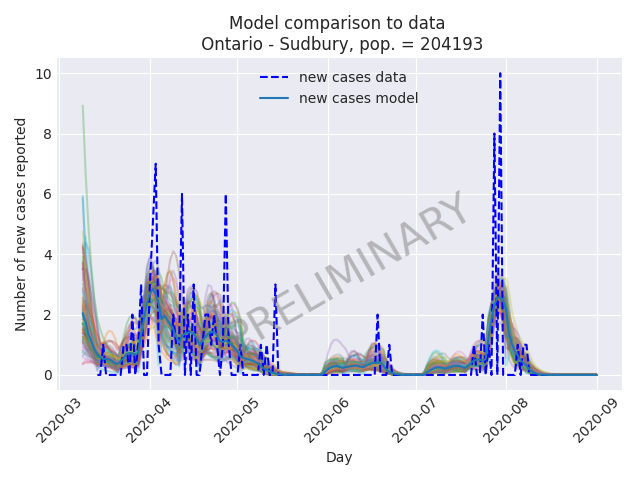 Model comparison to data
Ontario - Sudbury, pop. = 204193
new cases data
new cases model
PRELIMINARY
Number of new cases reported
10
8
6
4
2
0
2020-03
2020-04
2020-05
2020-06
2020-07
2020-08
2020-09
Day